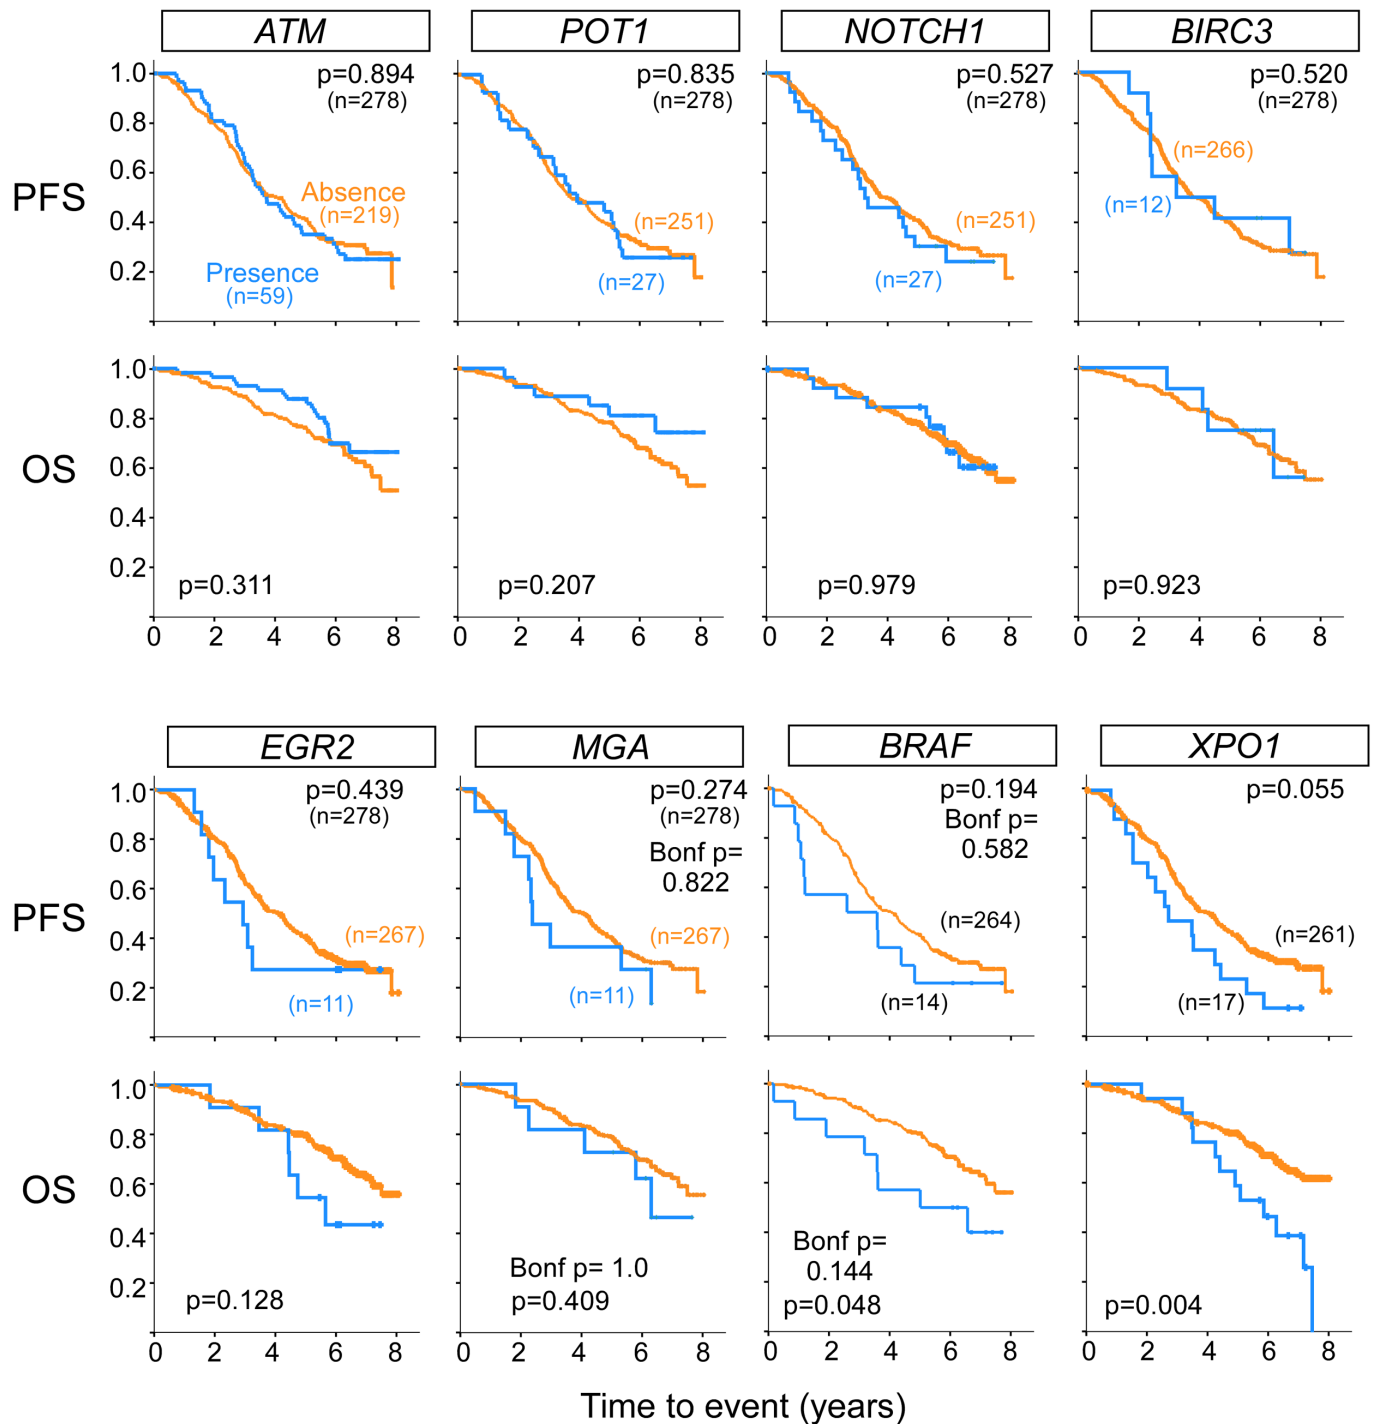 ATM POT1 NOTCH1 BIRC3
PFS
1.0
0.8
0.6
0.4
0.2
p=0.894
(n=278)
Absence
(n=219)
Presence
(n=59)
p=0.835
(n=278)
(n=251)
(n=27)
p=0.527
(n=278)
(n=251)
(n=27)
p=0.520
(n=278)
(n=266)
(n=12)
OS
1.0
0.8
0.6
0.4
0.2
p=0.311
p=0.207
p=0.979
p=0.923
0 2 4 6 8
0 2 4 6 8
0 2 4 6 8
0 2 4 6 8
EGR2 MGA BRAF XPO1
PFS
1.0
0.8
0.6
0.4
0.2
p=0.439
(n=278)
(n=267)
(n=11)
p=0.274
(n=278)
Bonf p=
0.822
(n=267)
(n=11)
p=0.194
Bonf p=
0.582
(n=264)
(n=14)
p=0.055
(n=261)
(n=17)
OS
1.0
0.8
0.6
0.4
0.2
p=0.128
Bonf p= 1.0
p=0.409
Bonf p=
0.144
p=0.048
p=0.004
0 2 4 6 8
0 2 4 6 8
0 2 4 6 8
0 2 4 6 8
Time to event (years)